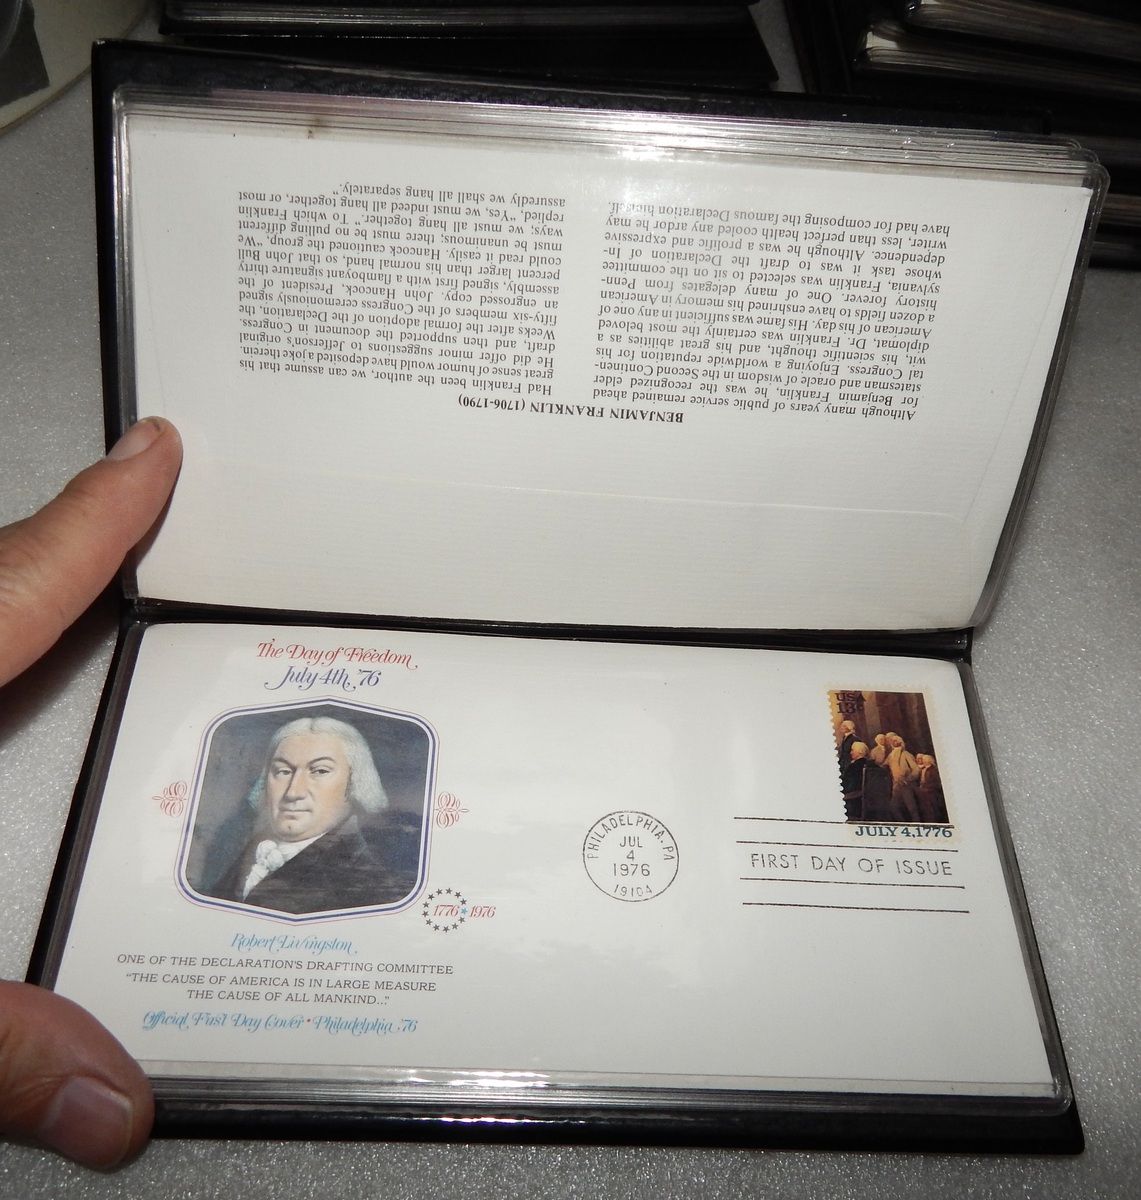 BENJAMIN FRANKLIN (1706-1790)
Although many years of public service remained ahead
for Benjamin Franklin, he was the recognized elder
statesman and oracle of wisdom in the Second Continen-
tal Congress. Enjoying a worldwide reputation for his
wit, his scientific thought, and his great abilities as a
diplomat, Dr. Franklin was certainly the most beloved
American of his day. His fame was sufficient in any one of
a dozen fields to have enshrined his memory in American
history forever. One of many delegates from Penn-
sylvania, Franklin was selected to sit on the committee
whose task it was to draft the Declaration of In-
dependence. Although he was a prolific and expressive
writer, less than perfect health cooled any ardor he may
have had for composing the famous Declaration himself.
Had Franklin been the author, we can assume that his
great sense of humor would have deposited a joke therein.
He did offer minor suggestions to Jefferson's original
draft, and then supported the document in Congress.
Weeks after the formal adoption of the Declaration, the
fifty-six members of the Congress ceremoniously signed
an engrossed copy. John Hancock, President of the
assembly, signed first with a flamboyant signature thirty
percent larger than his normal hand, so that John Bull
could read it easily. Hancock cautioned the group, "We
must be unanimous; there must be no pulling different
ways; we must all hang together." To which Franklin
replied, "Yes, we must indeed all hang together, or most
assuredly we shall all hang separately."
The Day of Freedom
July 4th, '76
USA
13c
JULY 4, 1776
PHILADELPHIA, PA
JUL
4
1976
19104
FIRST DAY OF ISSUE
1776 ★ 1976
Robert Livingston
ONE OF THE DECLARATION'S DRAFTING COMMITTEE
"THE CAUSE OF AMERICA IS IN LARGE MEASURE
THE CAUSE OF ALL MANKIND..."
Official First Day Cover • Philadelphia '76